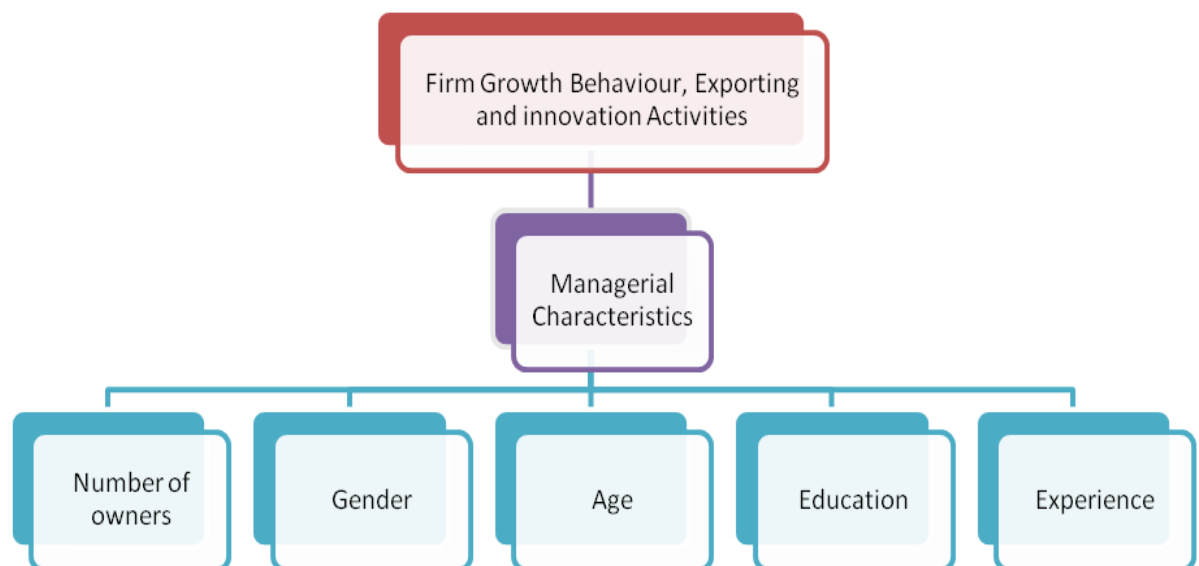 Firm Growth Behaviour, Exporting
and innovation Activities
Managerial
Characteristics
Number of
owners
Gender
Age
Education
Experience